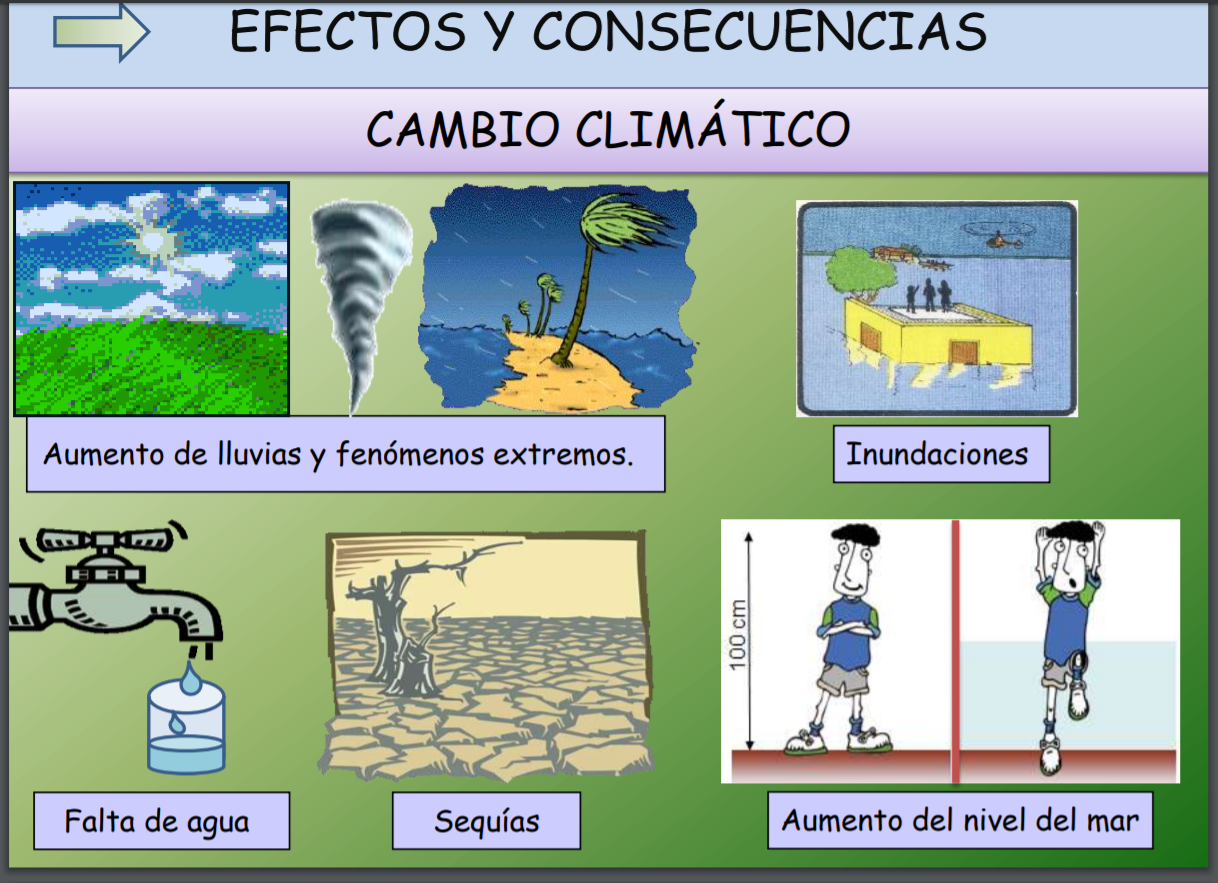 EFECTOS Y CONSECUENCIAS
CAMBIO CLIMÁTICO
Aumento de lluvias y fenómenos extremos.
Inundaciones
100 cm
Falta de agua
Sequías
Aumento del nivel del mar